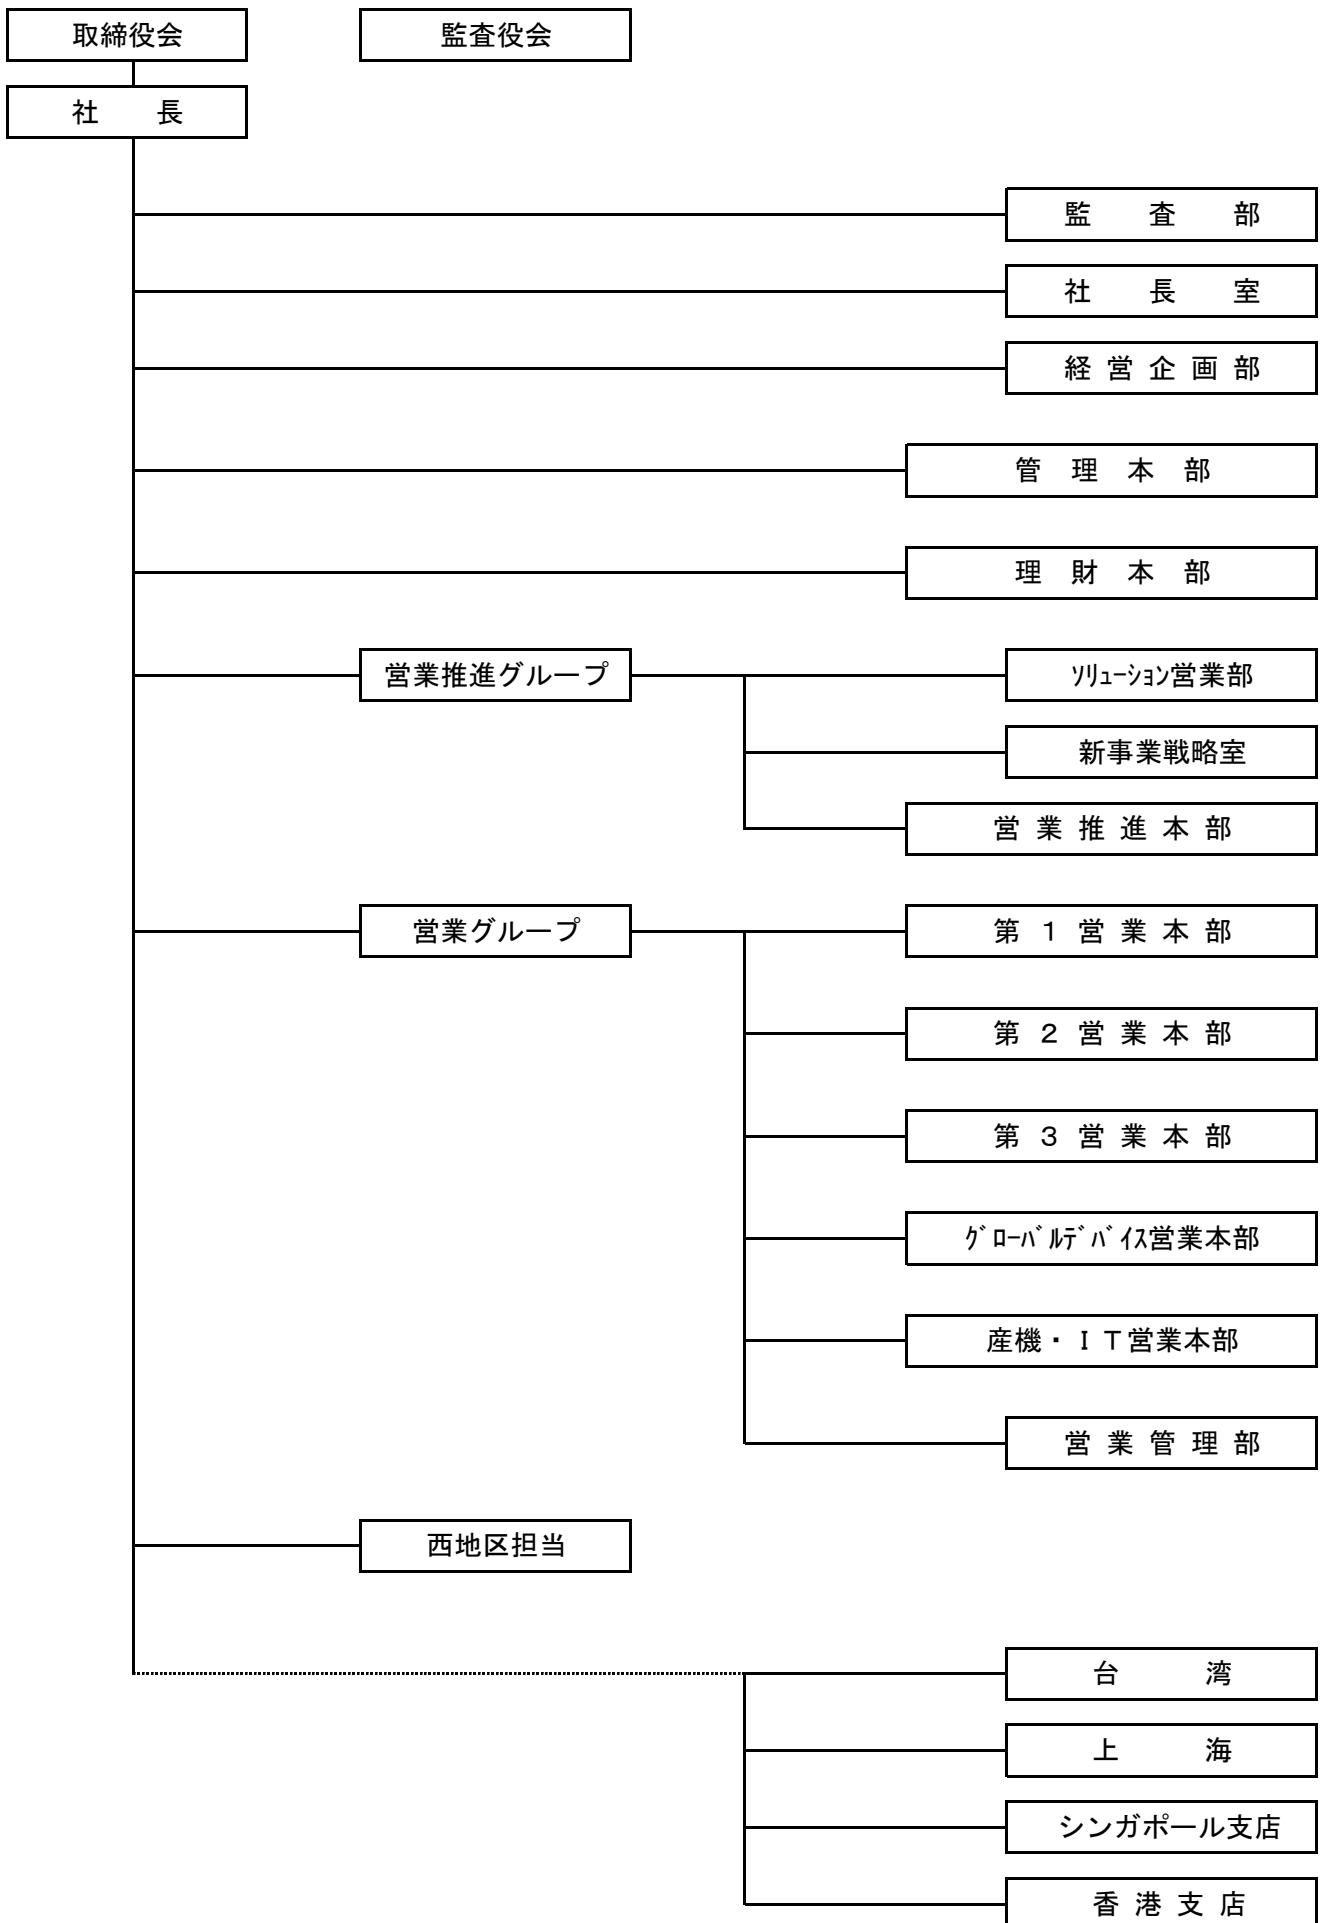 取締役会
監査役会
社　　長
監　　査　　部
社　　長　　室
経 営 企 画 部
管　理　本　部
理　財　本　部
営業推進グループ
ｿﾘｭｰｼｮﾝ営業部
新事業戦略室
営 業 推 進 本 部
営業グループ
第 １ 営 業 本 部
第 ２ 営 業 本 部
第 ３ 営 業 本 部
ｸﾞﾛｰﾊﾞﾙﾃﾞﾊﾞｲｽ営業本部
産機・ＩＴ営業本部
営 業 管 理 部
西地区担当
台　　　湾
上　　　海
シンガポール支店
香 港 支 店